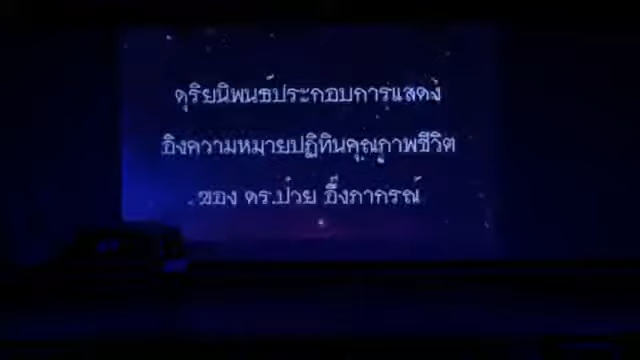 ดุริยนิพนธ์ประกอบการแสดง
อิงความหมายปฏิทินคุณภาพชีวิต
ของ ดร.ป๋วย อึ๊งภากรณ์